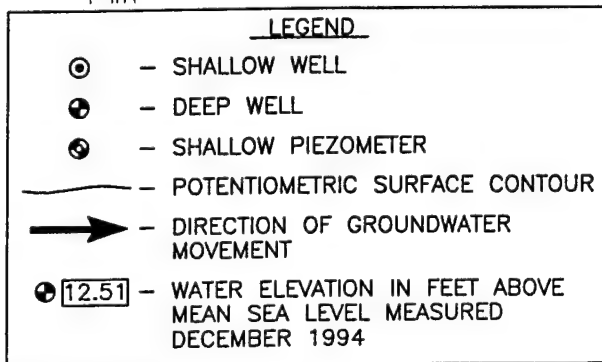 LEGEND
– SHALLOW WELL
– DEEP WELL
– SHALLOW PIEZOMETER
– POTENTIOMETRIC SURFACE CONTOUR
– DIRECTION OF GROUNDWATER
MOVEMENT
12.51 – WATER ELEVATION IN FEET ABOVE
MEAN SEA LEVEL MEASURED
DECEMBER 1994